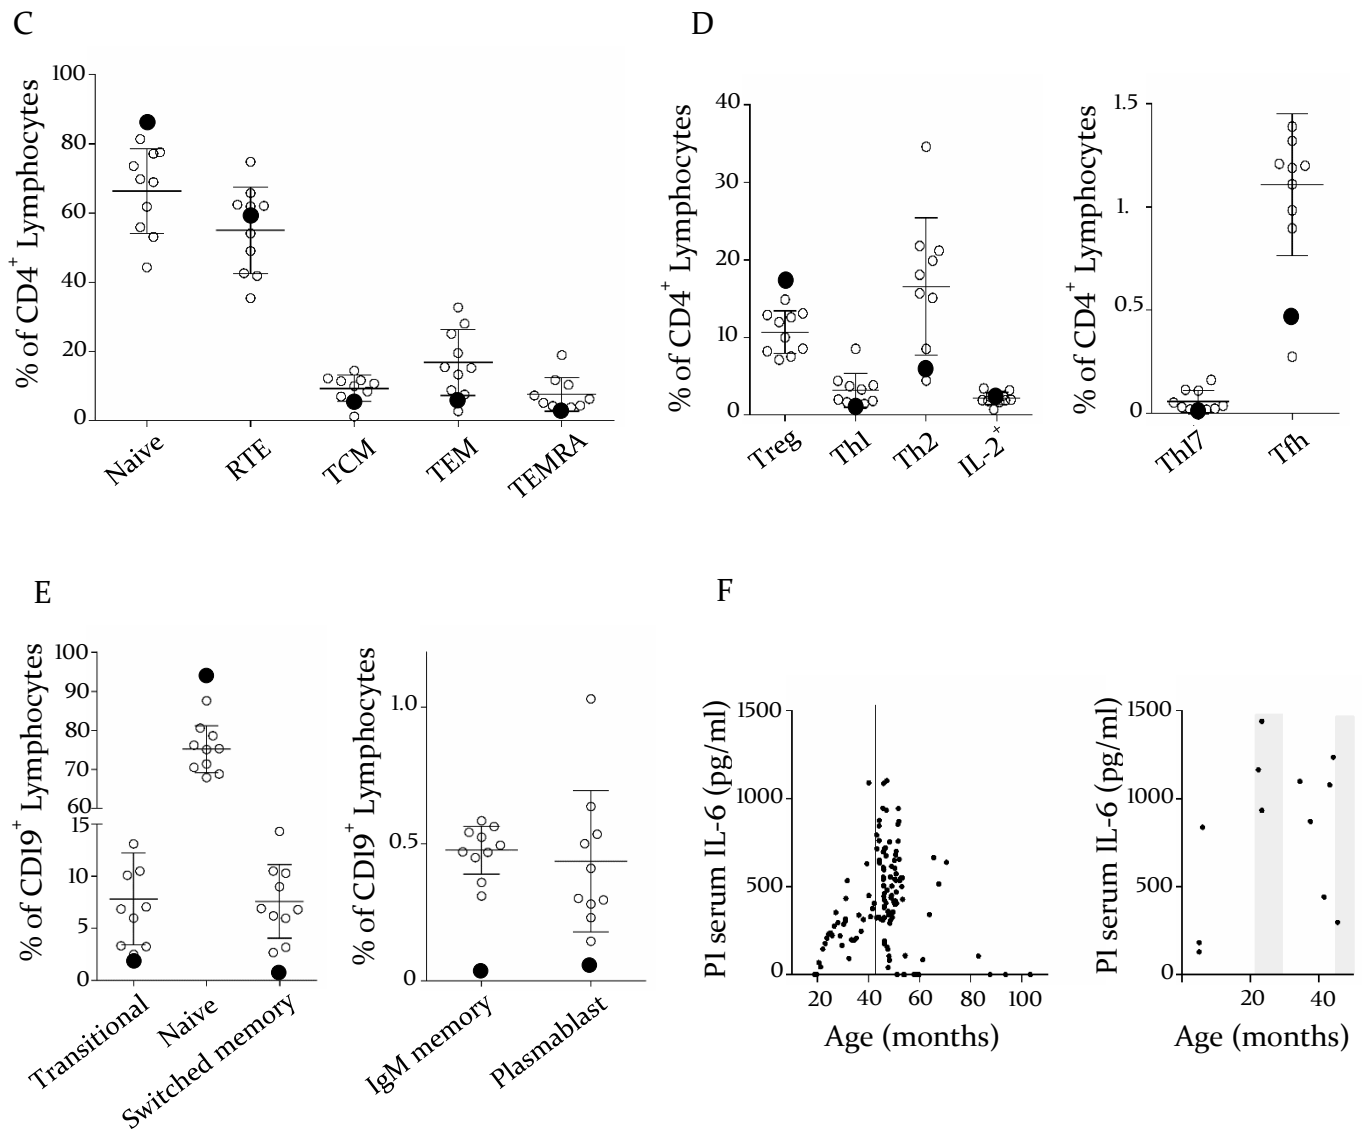 C
% of CD4+ Lymphocytes
100
80
60
40
20
0
Naive
RTE
TCM
TEM
TEMRA
D
% of CD4+ Lymphocytes
40
30
20
10
0
Treg
Th1
Th2
IL-2×
% of CD4+ Lymphocytes
1.5
1.
0.5
0
Th17
Tfh
E
% of CD19+ Lymphocytes
100
90
80
70
60
15
10
5
0
Transitional
Naive
Switched memory
% of CD19+ Lymphocytes
1.0
0.5
0
IgM memory
Plasmablast
F
P1 serum IL-6 (pg/ml)
1500
1000
500
0
20 40 60 80 100
Age (months)
P1 serum IL-6 (pg/ml)
1500
1000
500
0
20 40
Age (months)